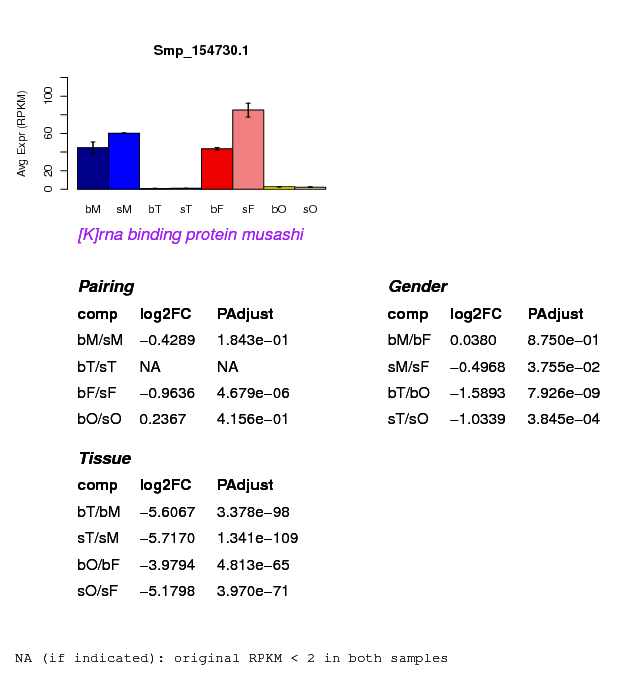 Smp_154730.1
Avg Expr (RPKM)
100
60
20
0
bM sM bT sT bF sF bO sO
[K]rna binding protein musashi
Pairing
comp log2FC PAdjust
bM/sM −0.4289 1.843e−01
bT/sT NA NA
bF/sF −0.9636 4.679e−06
bO/sO 0.2367 4.156e−01
Gender
comp log2FC PAdjust
bM/bF 0.0380 8.750e−01
sM/sF −0.4968 3.755e−02
bT/bO −1.5893 7.926e−09
sT/sO −1.0339 3.845e−04
Tissue
comp log2FC PAdjust
bT/bM −5.6067 3.378e−98
sT/sM −5.7170 1.341e−109
bO/bF −3.9794 4.813e−65
sO/sF −5.1798 3.970e−71
NA (if indicated): original RPKM < 2 in both samples